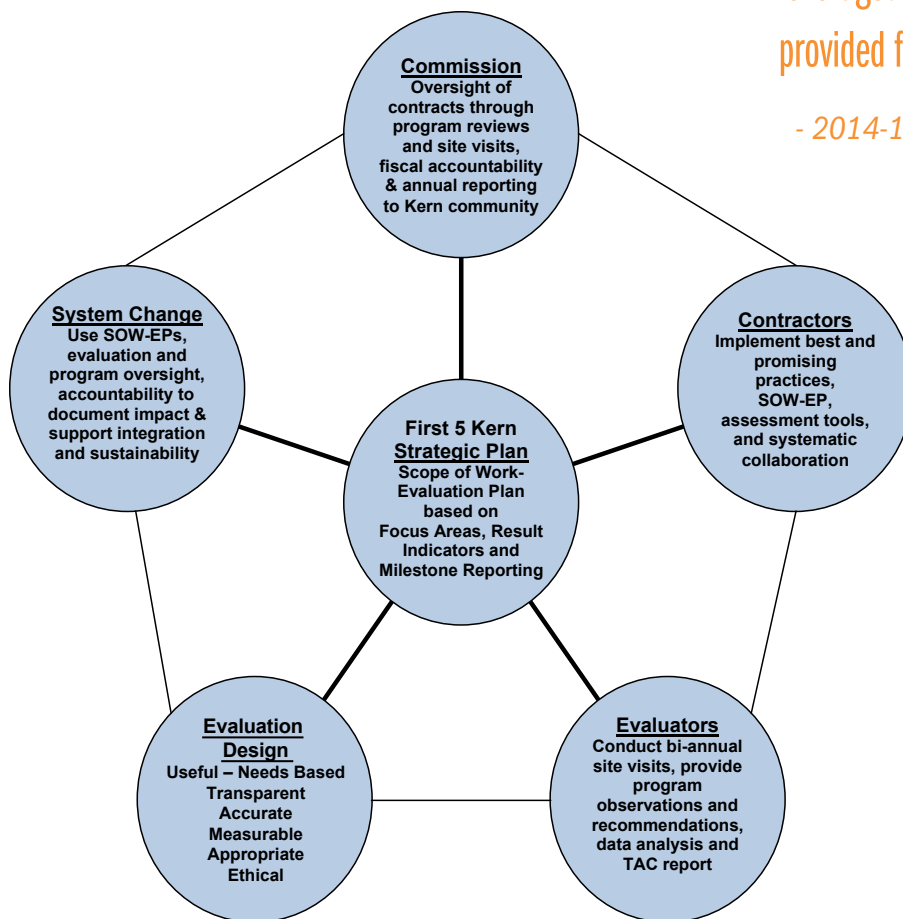 provided f
- 2014-1
Commission
Oversight of
contracts through
program reviews
and site visits,
fiscal accountability
& annual reporting
to Kern community
System Change
Use SOW-EPs,
evaluation and
program oversight,
accountability to
document impact &
support integration
and sustainability
Contractors
Implement best and
promising
practices,
SOW-EP,
assessment tools,
and systematic
collaboration
First 5 Kern
Strategic Plan
Scope of Work-
Evaluation Plan
based on
Focus Areas, Result
Indicators and
Milestone Reporting
Evaluation
Design
Useful – Needs Based
Transparent
Accurate
Measurable
Appropriate
Ethical
Evaluators
Conduct bi-annual
site visits, provide
program
observations and
recommendations,
data analysis and
TAC report